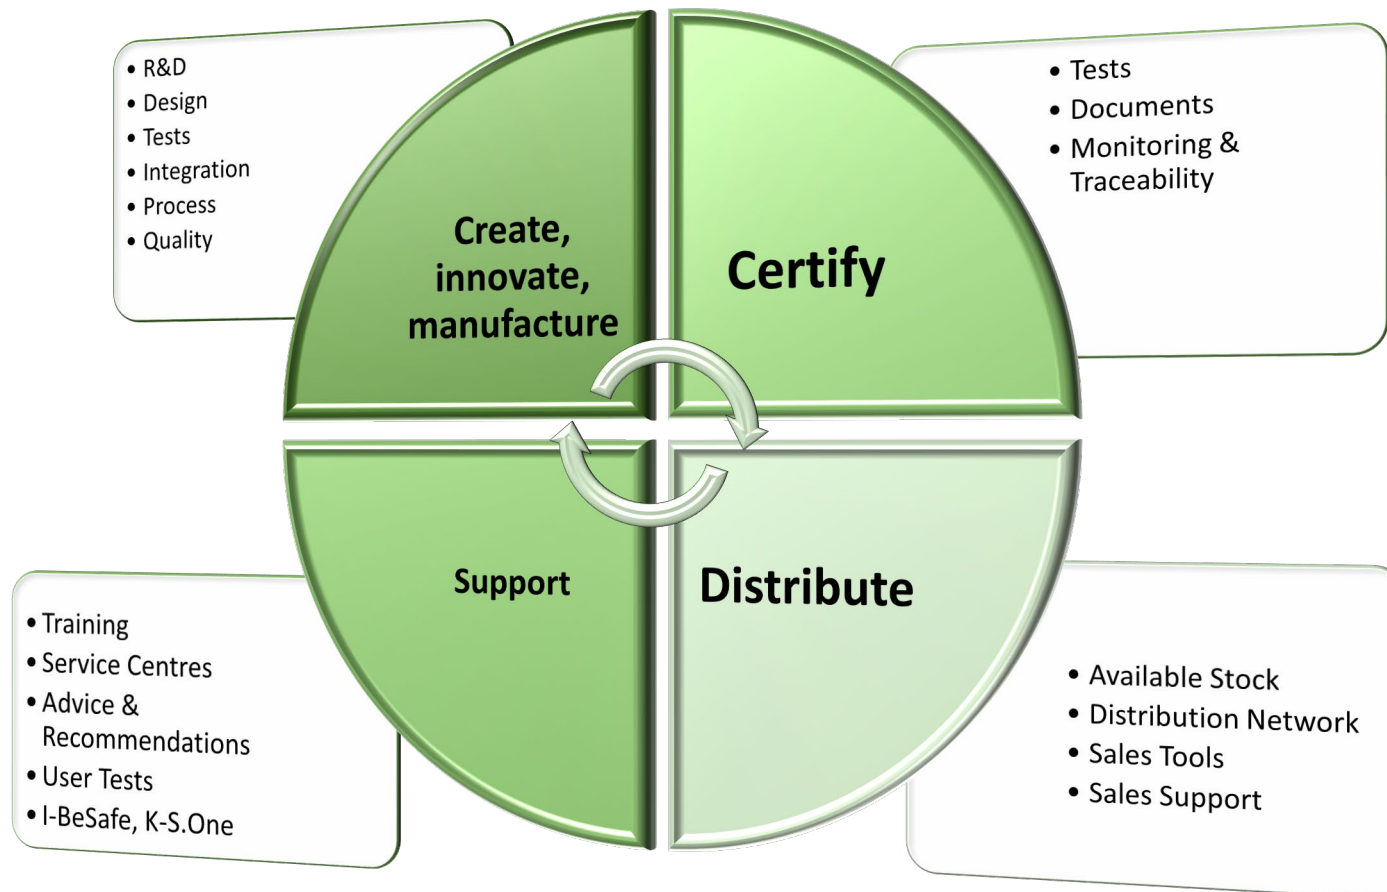 • R&D
• Design
• Tests
• Integration
• Process
• Quality
Create,
innovate,
manufacture
Certify
• Tests
• Documents
• Monitoring &
Traceability
Support
• Training
• Service Centres
• Advice &
Recommendations
• User Tests
• I-BeSafe, K-S.One
Distribute
• Available Stock
• Distribution Network
• Sales Tools
• Sales Support